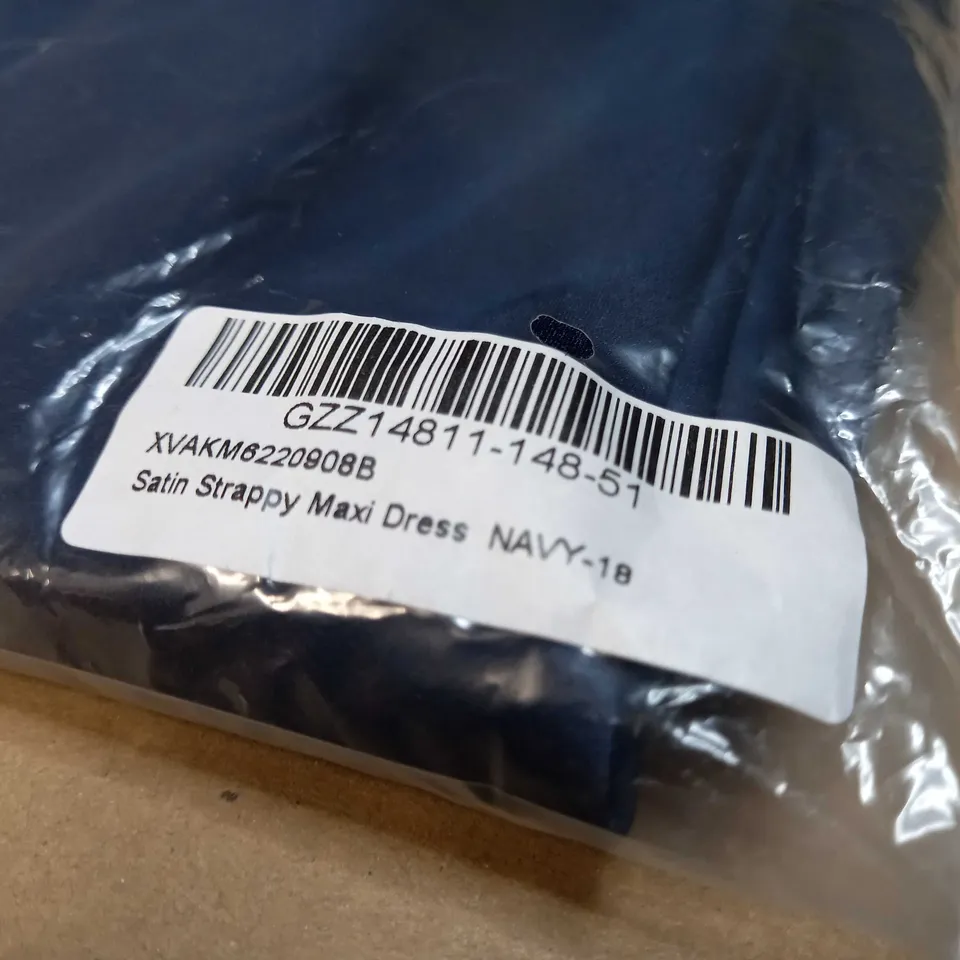 GZZ14811-148-51
XVAKM6220908B
Satin Strappy Maxi Dress NAVY-18